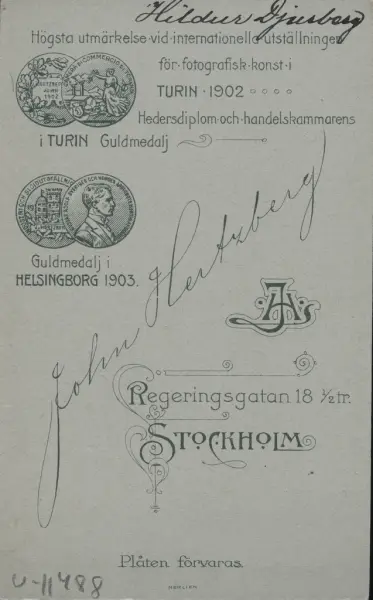 Hildur Djurberg
Högsta utmärkelse vid internationella utställningen
för fotografisk konst i
TURIN 1902
Hedersdiplom och handelskammarens
i TURIN Guldmedalj
Guldmedalj i
HELSINGBORG 1903.
John Hertzberg
Regeringsgatan 18 ½ tr.
STOCKHOLM
Plåten förvaras.
U-11488